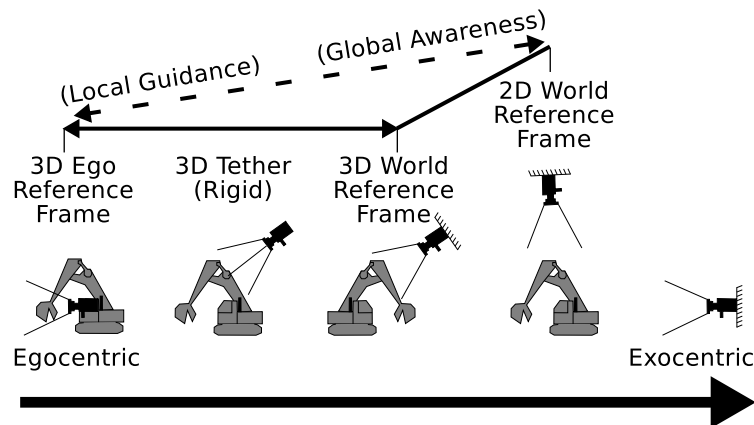 (Local Guidance)
(Global Awareness)
3D Ego
Reference
Frame
3D Tether
(Rigid)
3D World
Reference
Frame
2D World
Reference
Frame
Egocentric
Exocentric